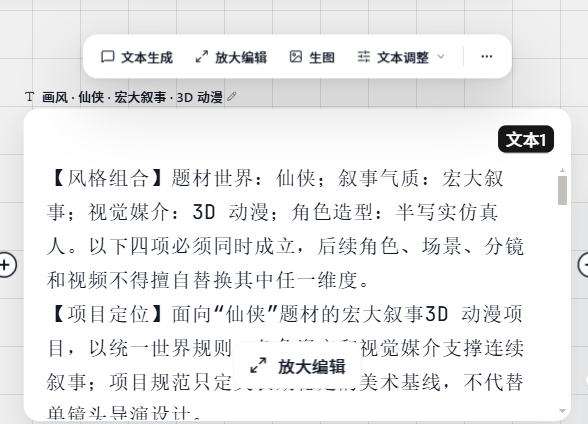 文本生成 放大编辑 生图 文本调整 ...
T 画风 · 仙侠 · 宏大叙事 · 3D 动漫
文本1
【风格组合】题材世界：仙侠；叙事气质：宏大叙
事；视觉媒介：3D 动漫；角色造型：半写实仿真
人。以下四项必须同时成立，后续角色、场景、分镜
和视频不得擅自替换其中任一维度。
【项目定位】面向“仙侠”题材的宏大叙事3D 动漫项
目，以统一世界规则 视觉媒介支撑连续
放大编辑
叙事；项目规范只定 美术基线，不代替
单镜头导演设计。